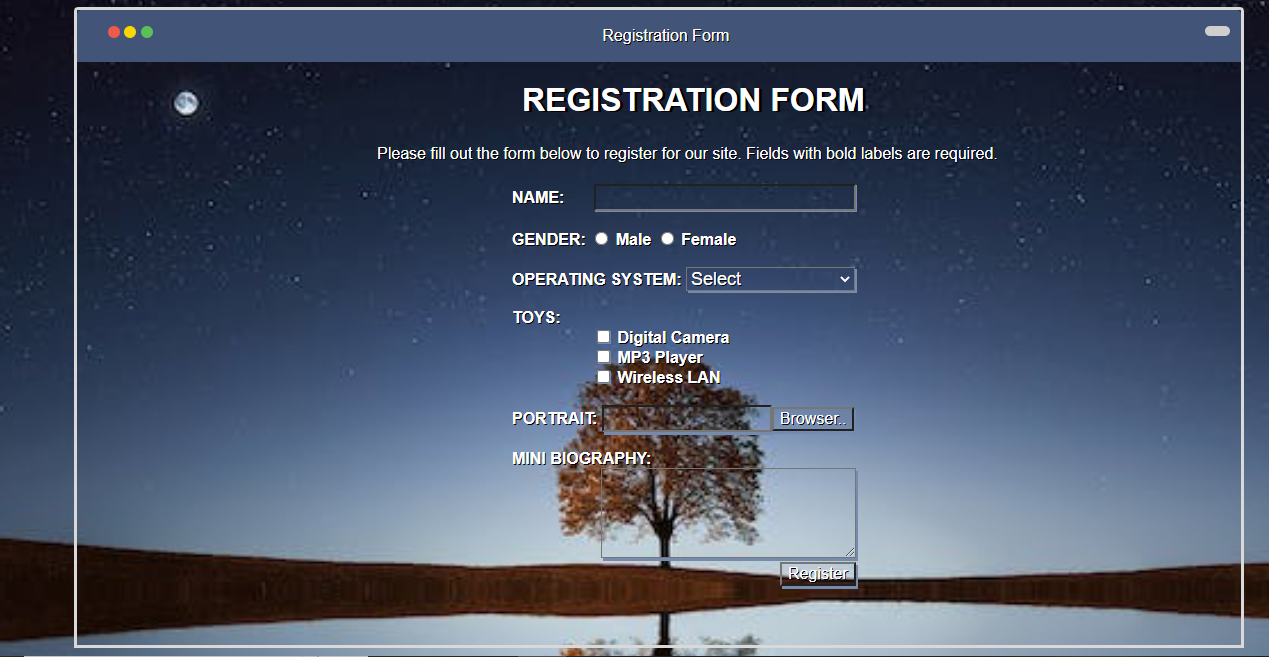 Registration Form
REGISTRATION FORM
Please fill out the form below to register for our site. Fields with bold labels are required.
NAME:
GENDER: Male Female
OPERATING SYSTEM: Select
TOYS:
Digital Camera
MP3 Player
Wireless LAN
PORTRAIT: Browser..
MINI BIOGRAPHY:
Register